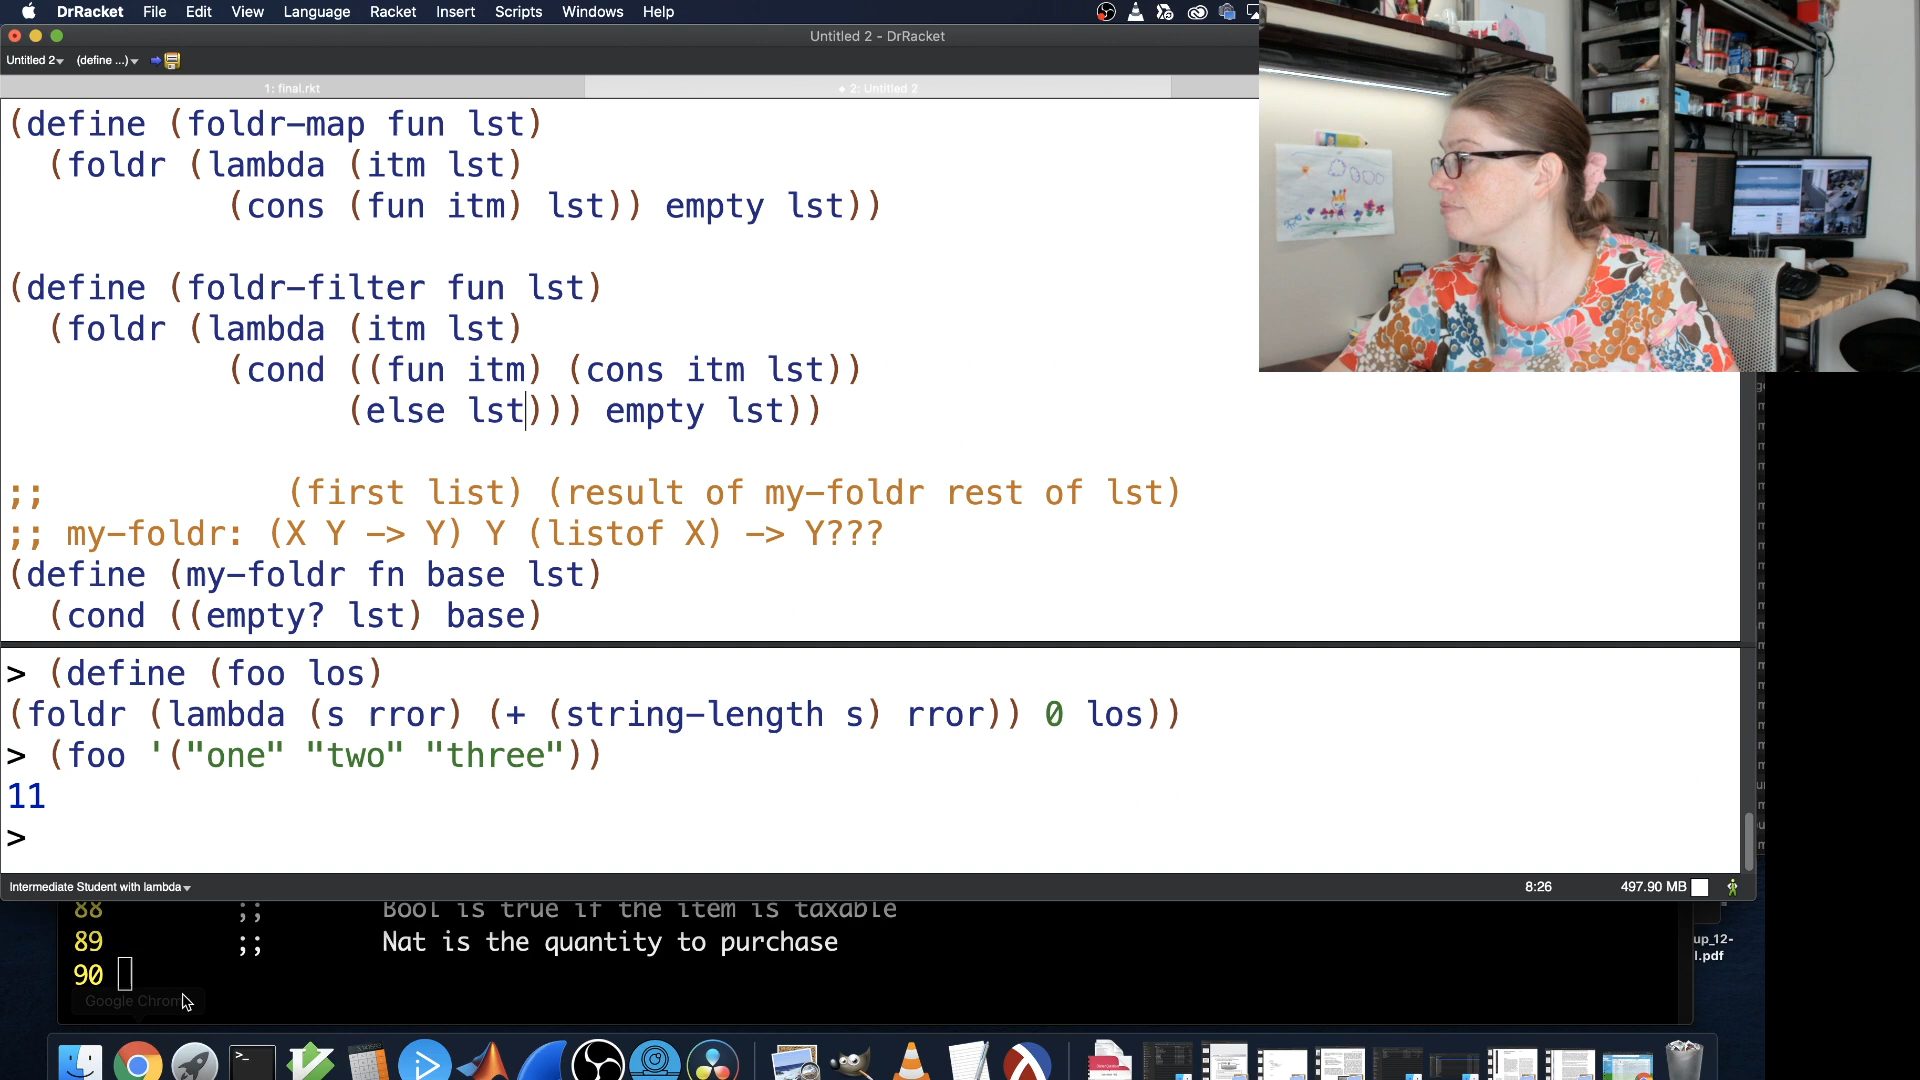 DrRacket File Edit View Language Racket Insert Scripts Windows Help
Untitled 2 - DrRacket
Untitled 2 (define ...)
1: final.rkt
2: Untitled 2
(define (foldr-map fun lst)
(foldr (lambda (itm lst)
(cons (fun itm) lst)) empty lst))
(define (foldr-filter fun lst)
(foldr (lambda (itm lst)
(cond ((fun itm) (cons itm lst))
(else lst))) empty lst))
;; (first list) (result of my-foldr rest of lst)
;; my-foldr: (X Y -> Y) Y (listof X) -> Y???
(define (my-foldr fn base lst)
(cond ((empty? lst) base)
> (define (foo los)
(foldr (lambda (s rror) (+ (string-length s) rror)) 0 los))
> (foo '("one" "two" "three"))
11
>
Intermediate Student with lambda
8:26
497.90 MB
88 ;; Bool is true if the item is taxable
89 ;; Nat is the quantity to purchase
90
up_12-
l.pdf
Google Chrom